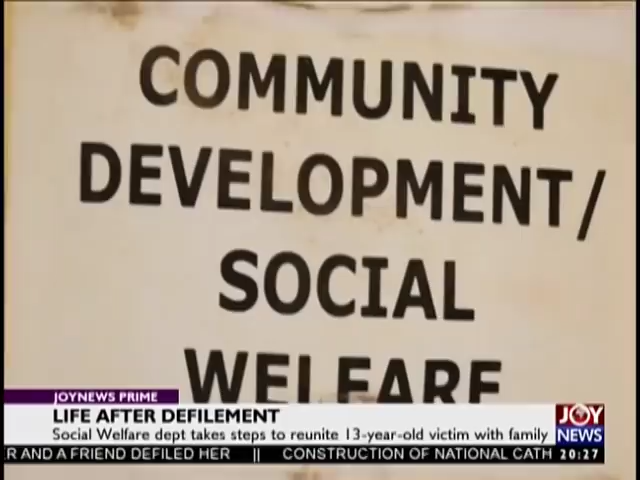 COMMUNITY
DEVELOPMENT/
SOCIAL
WELFARE
JOYNEWS PRIME
LIFE AFTER DEFILEMENT
Social Welfare dept takes steps to reunite 13-year-old victim with family
JOY
NEWS
R AND A FRIEND DEFILED HER || CONSTRUCTION OF NATIONAL CATH
20:27